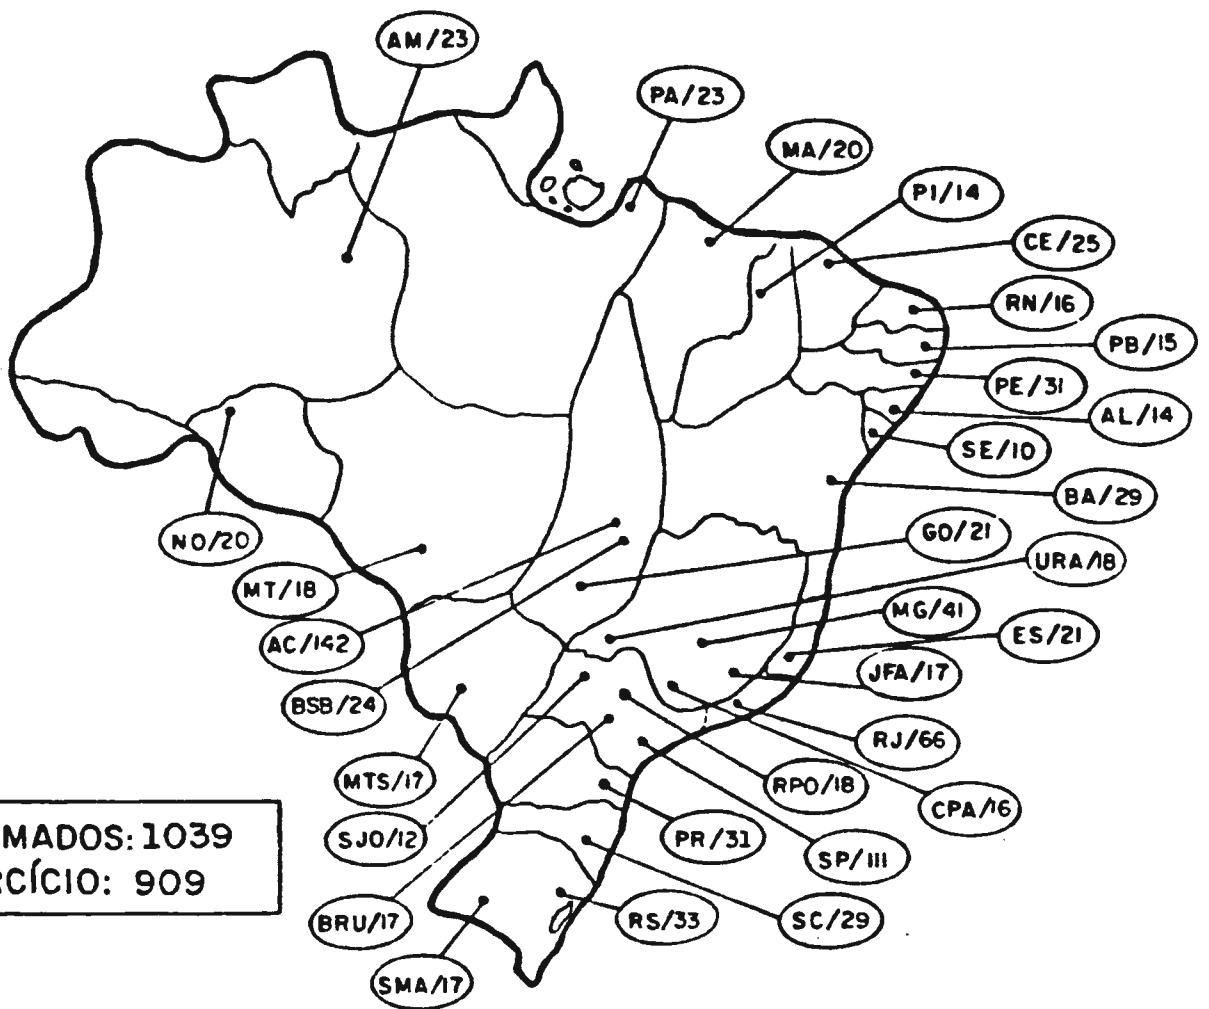 AM/23
PA/23
MA/20
PI/14
CE/25
RN/16
PB/15
PE/31
AL/14
SE/10
BA/29
GO/21
URA/18
NO/20
MT/18
MG/41
ES/21
AC/142
JFA/17
BSB/24
RJ/66
MTS/17
RPO/18
CPA/16
SJO/12
PR/31
SP/111
BRU/17
RS/33
SC/29
SMA/17
MADOS: 1039
RCÍCIO: 909